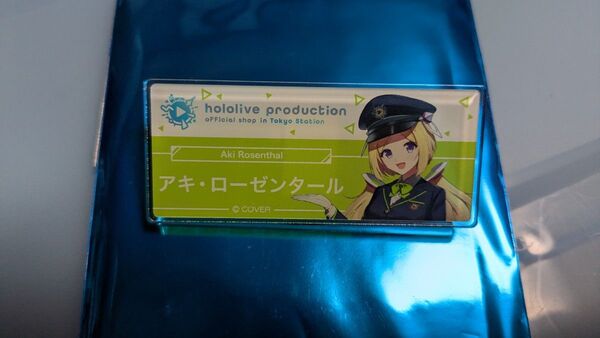 hololive production
official shop in Tokyo Station
Aki Rosenthal
アキ・ローゼンタール
© COVER